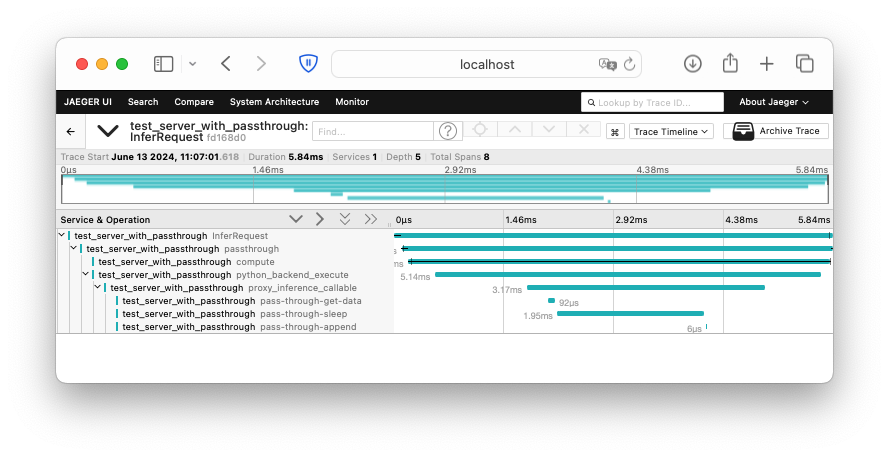 localhost
JAEGER UI Search Compare System Architecture Monitor Lookup by Trace ID... About Jaeger
test_server_with_passthrough:
InferRequest fd168d0
Find...
⌘ Trace Timeline Archive Trace
Trace Start June 13 2024, 11:07:01.618 Duration 5.84ms Services 1 Depth 5 Total Spans 8
0μs 1.46ms 2.92ms 4.38ms 5.84ms
Service & Operation 0μs 1.46ms 2.92ms 4.38ms 5.84ms
test_server_with_passthrough InferRequest
test_server_with_passthrough passthrough
test_server_with_passthrough compute
test_server_with_passthrough python_backend_execute 5.14ms
test_server_with_passthrough proxy_inference_callable 3.17ms
test_server_with_passthrough pass-through-get-data 92μs
test_server_with_passthrough pass-through-sleep 1.95ms
test_server_with_passthrough pass-through-append 6μs